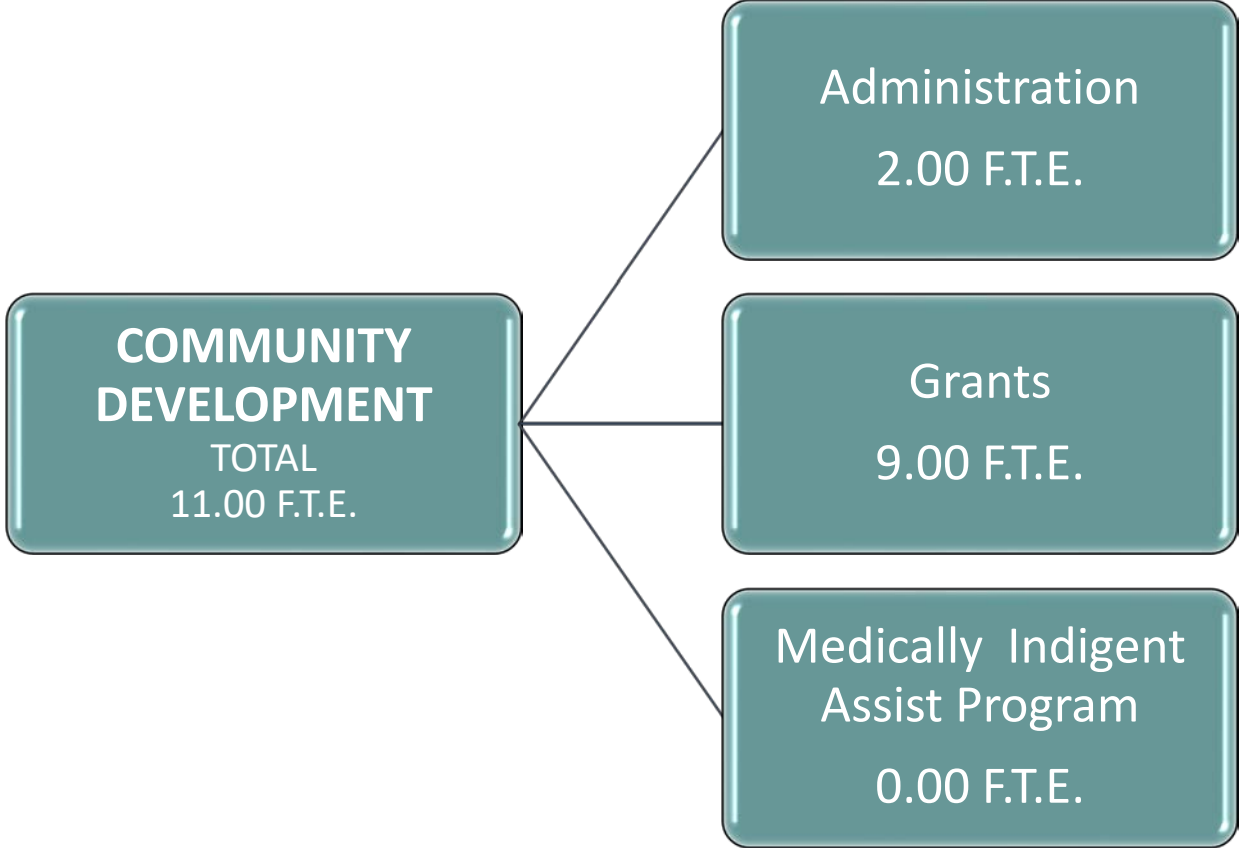 Administration
2.00 F.T.E.
COMMUNITY
DEVELOPMENT
TOTAL
11.00 F.T.E.
Grants
9.00 F.T.E.
Medically  Indigent
Assist Program
0.00 F.T.E.